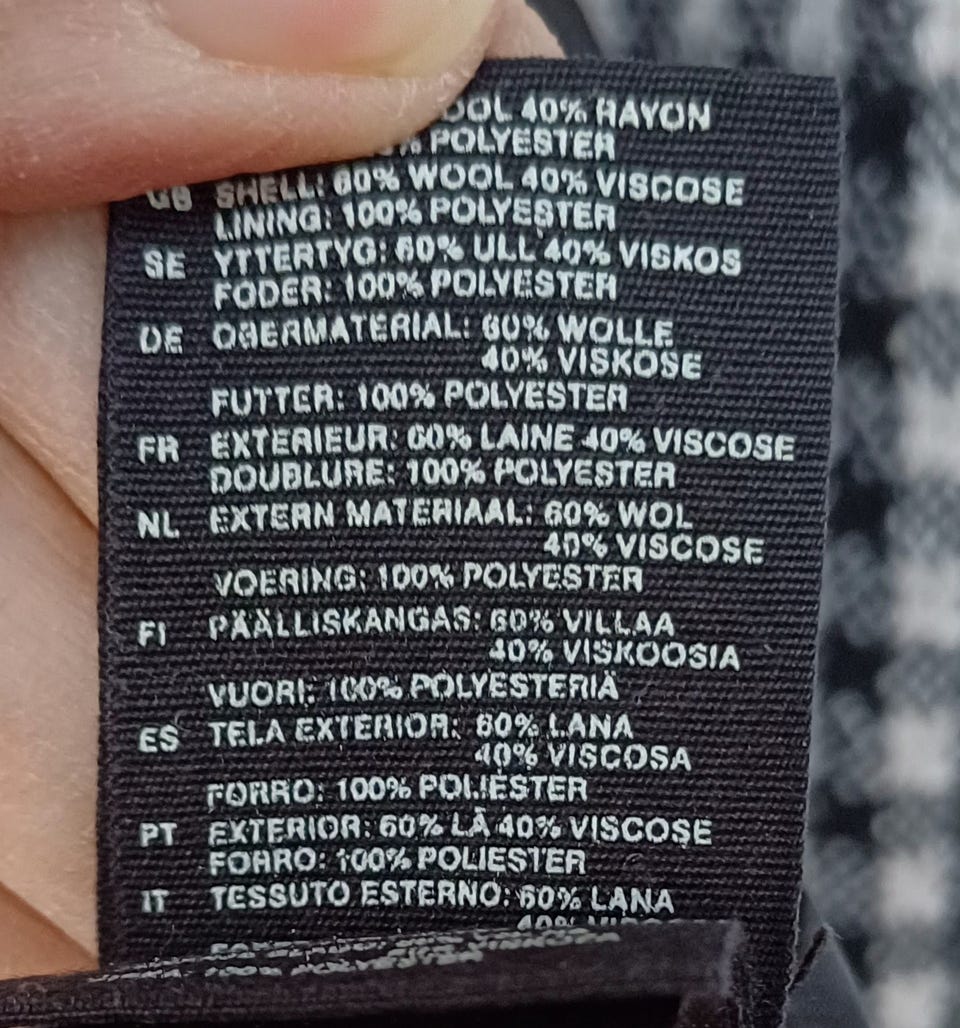 40% RAYON
POLYESTER
GB SHELL: 60% WOOL 40% VISCOSE
LINING: 100% POLYESTER
SE YTTERTYG: 60% ULL 40% VISKOS
FODER: 100% POLYESTER
DE OBERMATERIAL: 60% WOLLE
40% VISKOSE
FUTTER: 100% POLYESTER
FR EXTERIEUR: 60% LAINE 40% VISCOSE
DOUBLURE: 100% POLYESTER
NL EXTERN MATERIAAL: 60% WOL
40% VISCOSE
VOERING: 100% POLYESTER
FI PÄÄLLISKANGAS: 60% VILLAA
40% VISKOOSIA
VUORI: 100% POLYESTERIÄ
ES TELA EXTERIOR: 60% LANA
40% VISCOSA
FORRO: 100% POLIESTER
PT EXTERIOR: 60% LÃ 40% VISCOSE
FORRO: 100% POLIESTER
IT TESSUTO ESTERNO: 60% LANA
40%